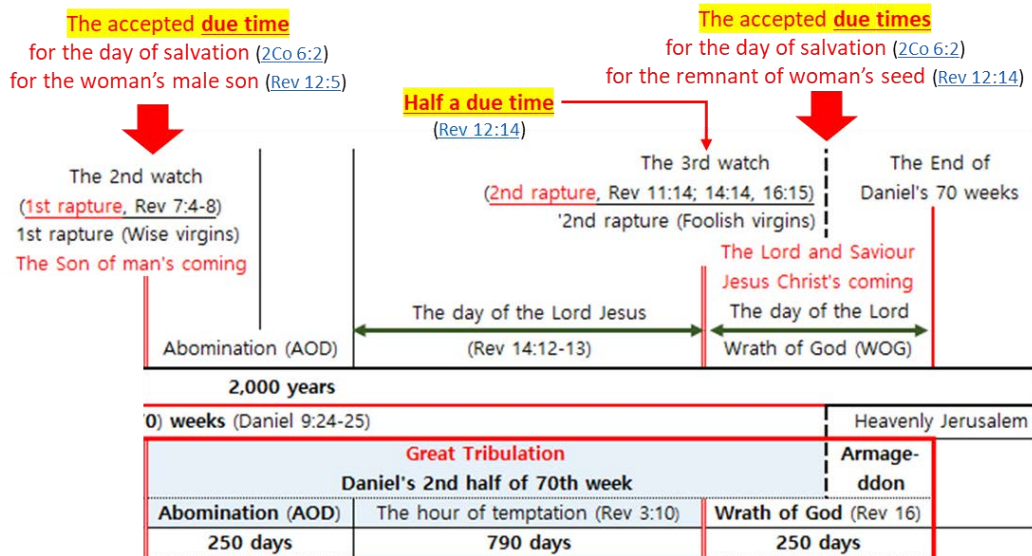 The accepted due time
for the day of salvation (2Co 6:2)
for the woman's male son (Rev 12:5)
The accepted due times
for the day of salvation (2Co 6:2)
for the remnant of woman's seed (Rev 12:14)
Half a due time
(Rev 12:14)
The 2nd watch
(1st rapture, Rev 7:4-8)
1st rapture (Wise virgins)
The Son of man's coming
The 3rd watch
(2nd rapture, Rev 11:14; 14:14, 16:15)
'2nd rapture (Foolish virgins)
The End of
Daniel's 70 weeks
The Lord and Saviour
Jesus Christ's coming
The day of the Lord Jesus
The day of the Lord
Abomination (AOD)
(Rev 14:12-13)
Wrath of God (WOG)
2,000 years
'0) weeks (Daniel 9:24-25)
Heavenly Jerusalem
Great Tribulation
Daniel's 2nd half of 70th week
Armage-
ddon
Abomination (AOD)
The hour of temptation (Rev 3:10)
Wrath of God (Rev 16)
250 days
790 days
250 days